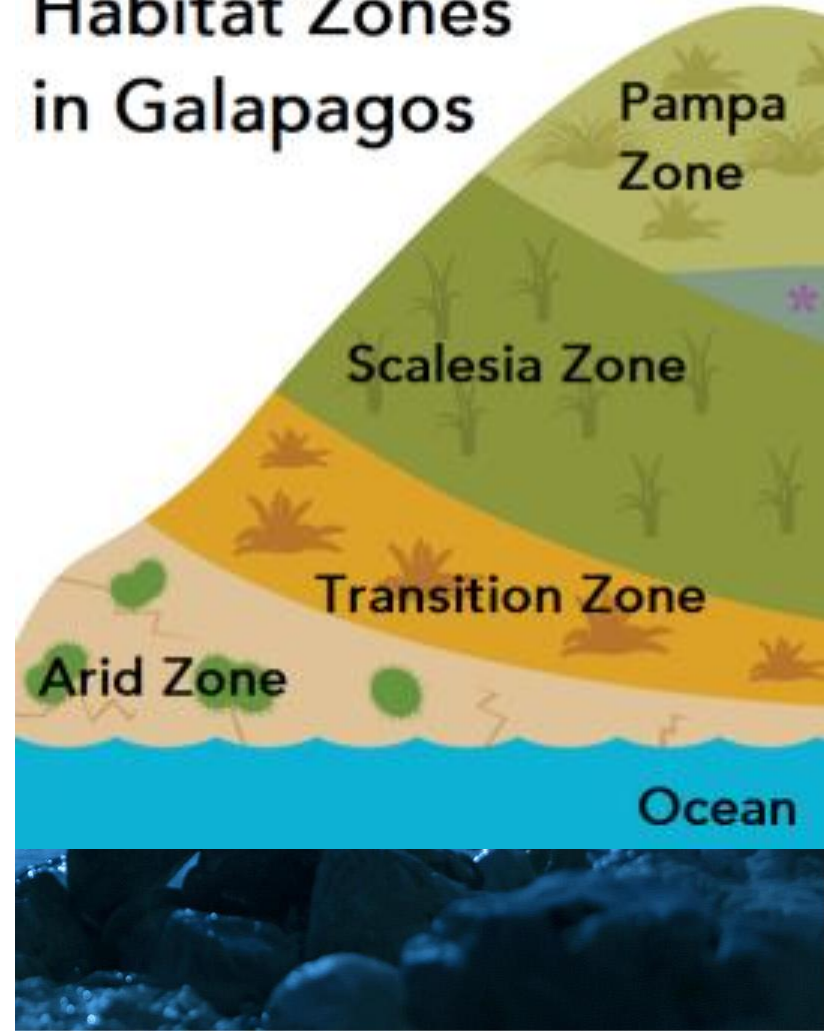 Habitat Zones
in Galapagos
Pampa
Zone
*
Scalesia Zone
Transition Zone
Arid Zone
Ocean